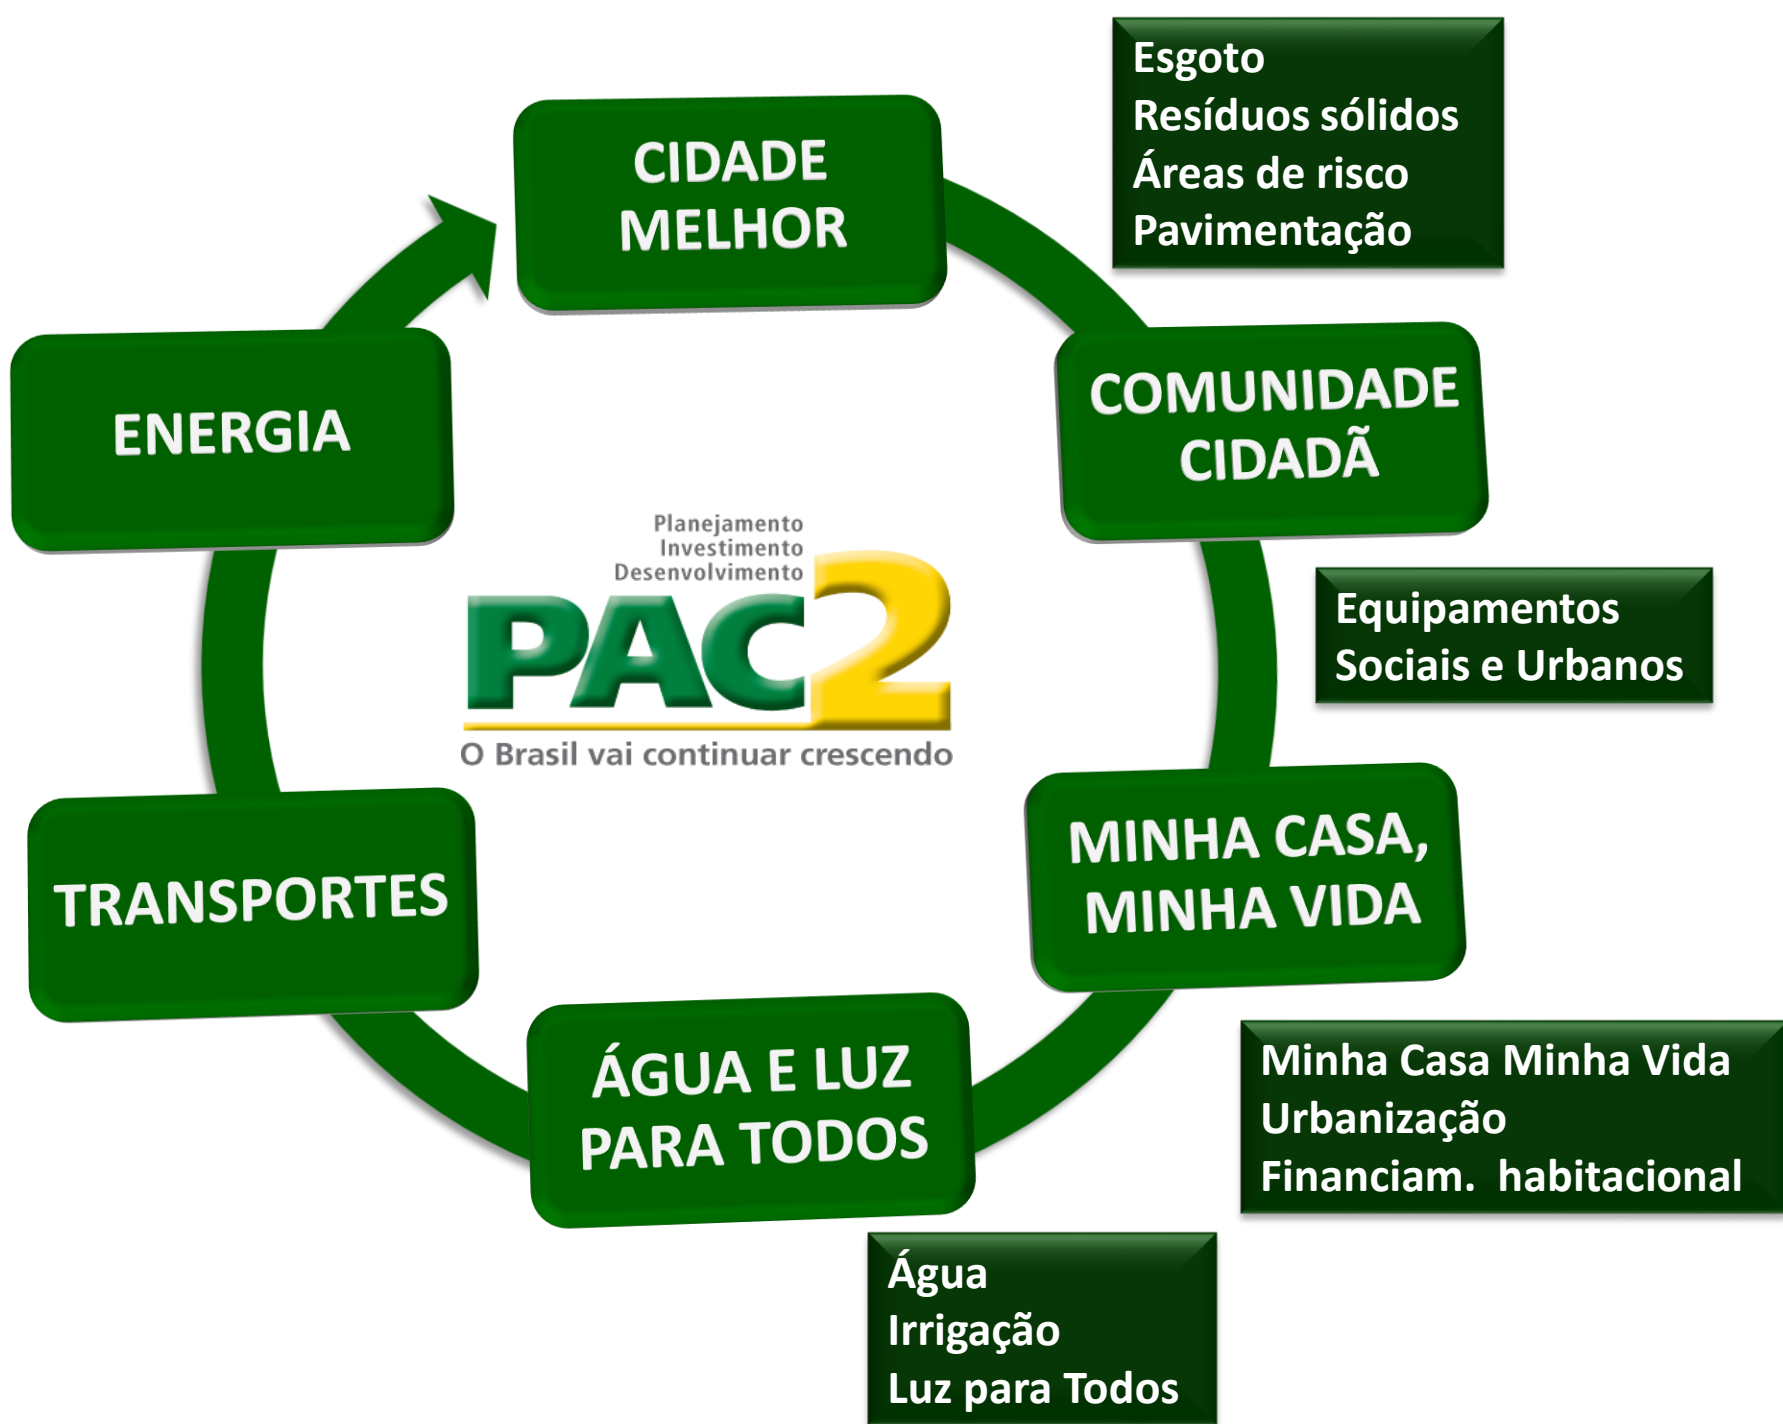 Esgoto
Resíduos sólidos
Áreas de risco
Pavimentação
CIDADE
MELHOR
COMUNIDADE
CIDADÃ
ENERGIA
Planejamento
Investimento
Desenvolvimento
PAC2
O Brasil vai continuar crescendo
Equipamentos
Sociais e Urbanos
MINHA CASA,
MINHA VIDA
TRANSPORTES
ÁGUA E LUZ
PARA TODOS
Minha Casa Minha Vida
Urbanização
Financiam. habitacional
Água
Irrigação
Luz para Todos